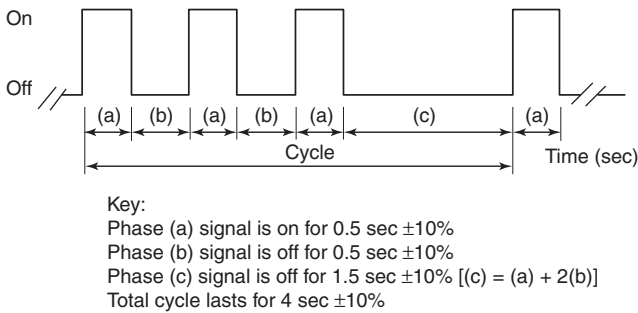 On
Off
(a) (b) (a) (b) (a) (c) (a)
Cycle
Time (sec)
Key:
Phase (a) signal is on for 0.5 sec ±10%
Phase (b) signal is off for 0.5 sec ±10%
Phase (c) signal is off for 1.5 sec ±10% [(c) = (a) + 2(b)]
Total cycle lasts for 4 sec ±10%